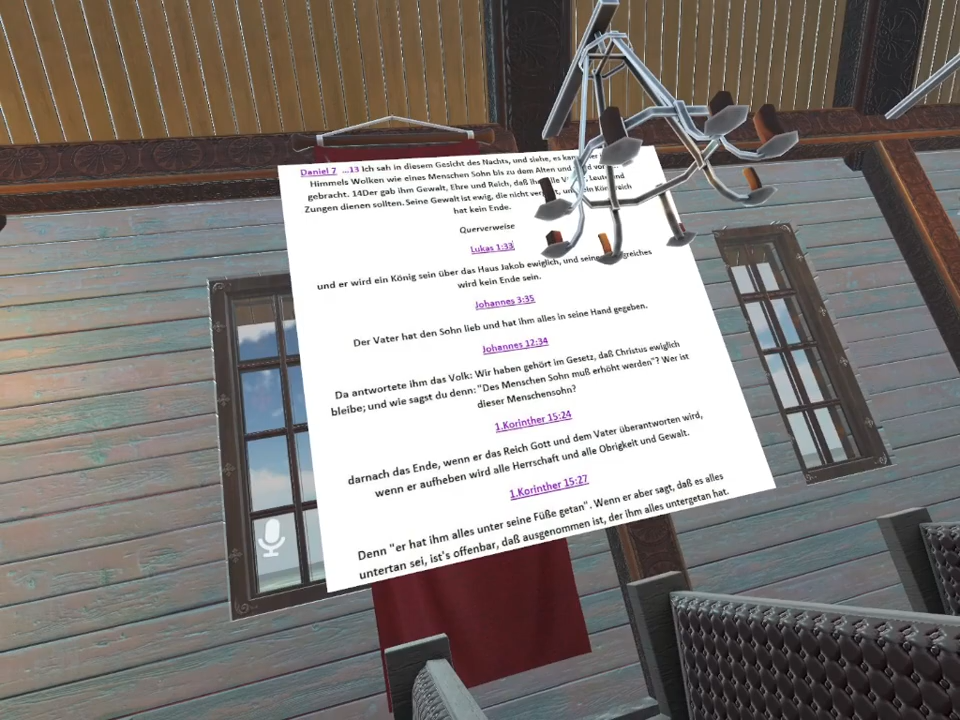 Daniel 7 ...13 Ich sah in diesem Gesicht des Nachts, und siehe, es
Himmels Wolken wie eines Menschen Sohn bis zu dem Alten und
gebracht. 14Der gab ihm Gewalt, Ehre und Reich, daß
Zungen dienen sollten. Seine Gewalt ist ewig, die nicht
hat kein Ende.
Querverweise
Lukas 1:33
und er wird ein König sein über das Haus Jakob ewiglich, und
wird kein Ende sein.
Johannes 3:35
Der Vater hat den Sohn lieb und hat ihm alles in seine Hand gegeben.
Johannes 12:34
Da antwortete ihm das Volk: Wir haben gehört im Gesetz, daß Christus ewiglich
bleibe; und wie sagst du denn: "Des Menschen Sohn muß erhöht werden"? Wer ist
dieser Menschensohn?
1.Korinther 15:24
darnach das Ende, wenn er das Reich Gott und dem Vater überantworten wird,
wenn er aufheben wird alle Herrschaft und alle Obrigkeit und Gewalt.
1.Korinther 15:27
Denn "er hat ihm alles unter seine Füße getan". Wenn er aber sagt, daß es alles
untertan sei, ist's offenbar, daß ausgenommen ist, der ihm alles untergetan hat.